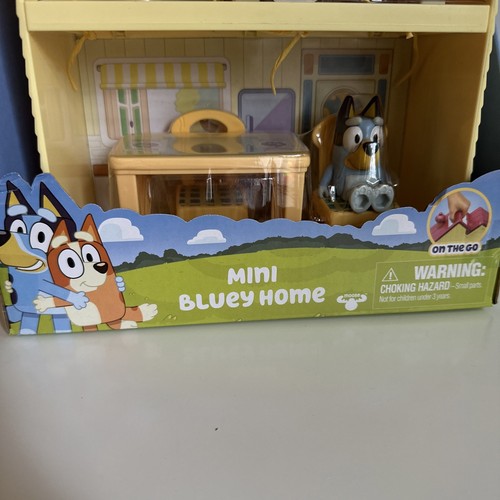 MINI
BLUEY HOME
ON THE GO
WARNING:
CHOKING HAZARD–Small parts.
Not for children under 3 years.